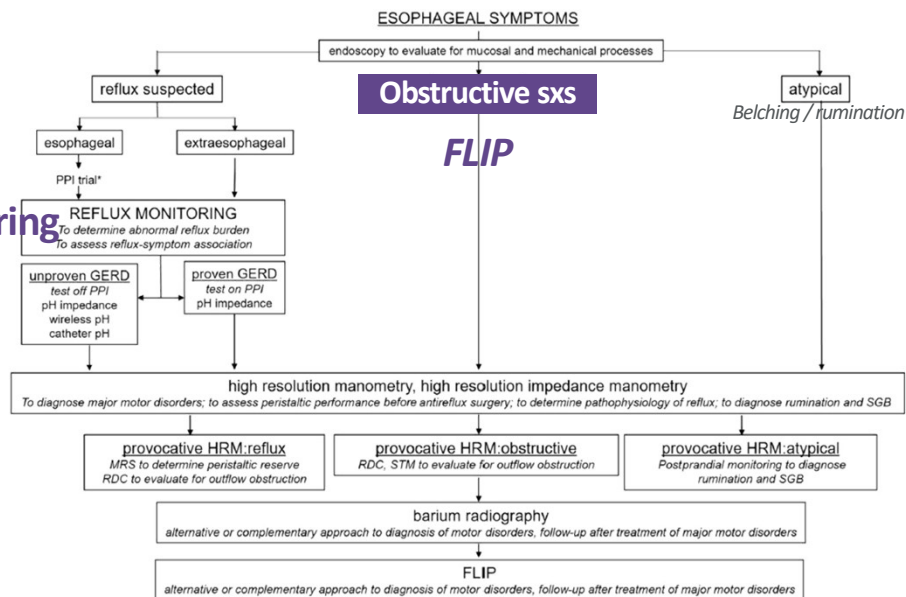 ESOPHAGEAL SYMPTOMS
endoscopy to evaluate for mucosal and mechanical processes
reflux suspected
Obstructive sxs
atypical
Belching / rumination
esophageal
extraesophageal
FLIP
PPI trial*
ring
REFLUX MONITORING
To determine abnormal reflux burden
To assess reflux-symptom association
unproven GERD
test off PPI
pH impedance
wireless pH
catheter pH
proven GERD
test on PPI
pH impedance
high resolution manometry, high resolution impedance manometry
To diagnose major motor disorders; to assess peristaltic performance before antireflux surgery; to determine pathophysiology of reflux; to diagnose rumination and SGB
provocative HRM:reflux
MRS to determine peristaltic reserve
RDC to evaluate for outflow obstruction
provocative HRM:obstructive
RDC, STM to evaluate for outflow obstruction
provocative HRM:atypical
Postprandial monitoring to diagnose
rumination and SGB
barium radiography
alternative or complementary approach to diagnosis of motor disorders, follow-up after treatment of major motor disorders
FLIP
alternative or complementary approach to diagnosis of motor disorders, follow-up after treatment of major motor disorders